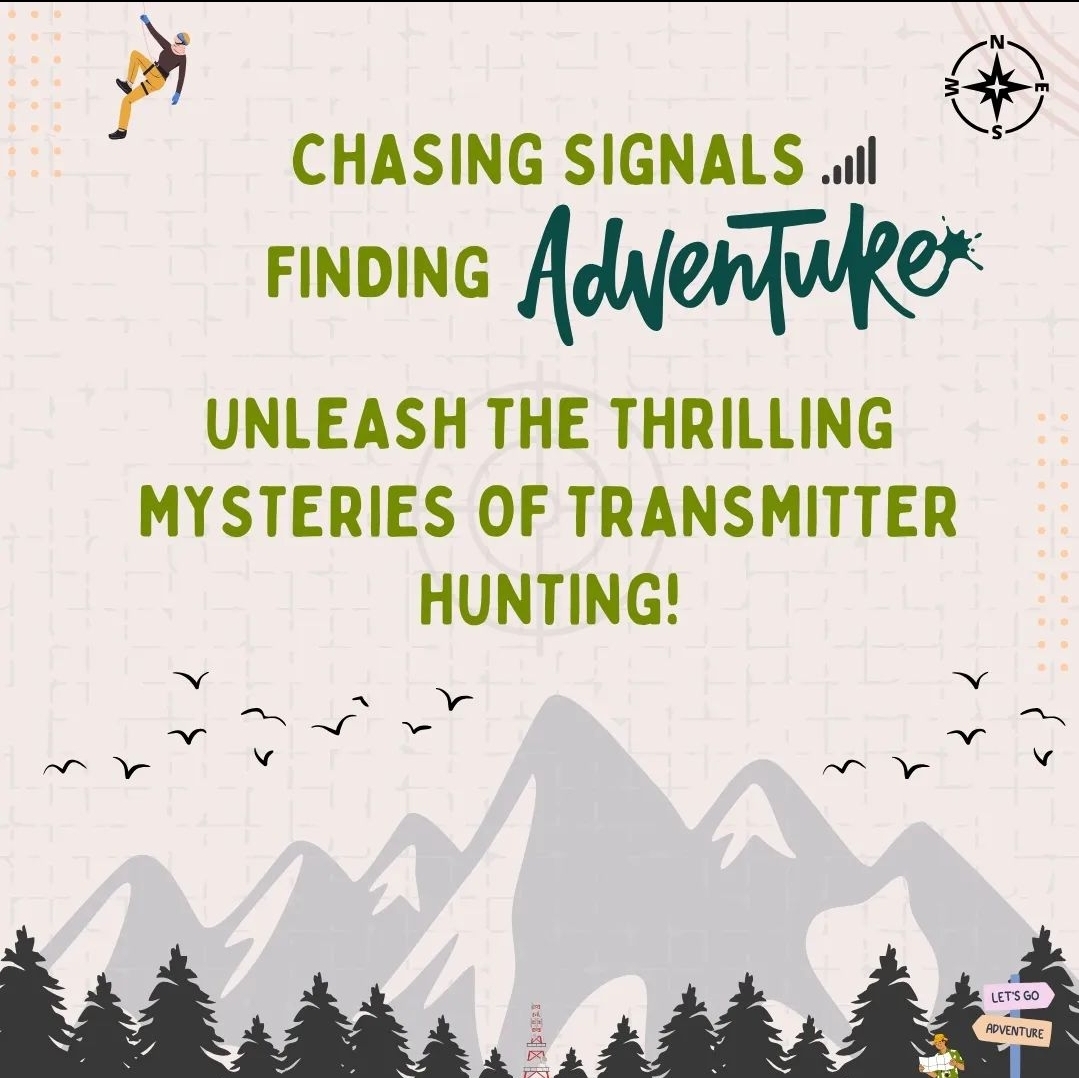 N
W E
S
CHASING SIGNALS
FINDING Adventure
UNLEASH THE THRILLING
MYSTERIES OF TRANSMITTER
HUNTING!
LET'S GO
ADVENTURE